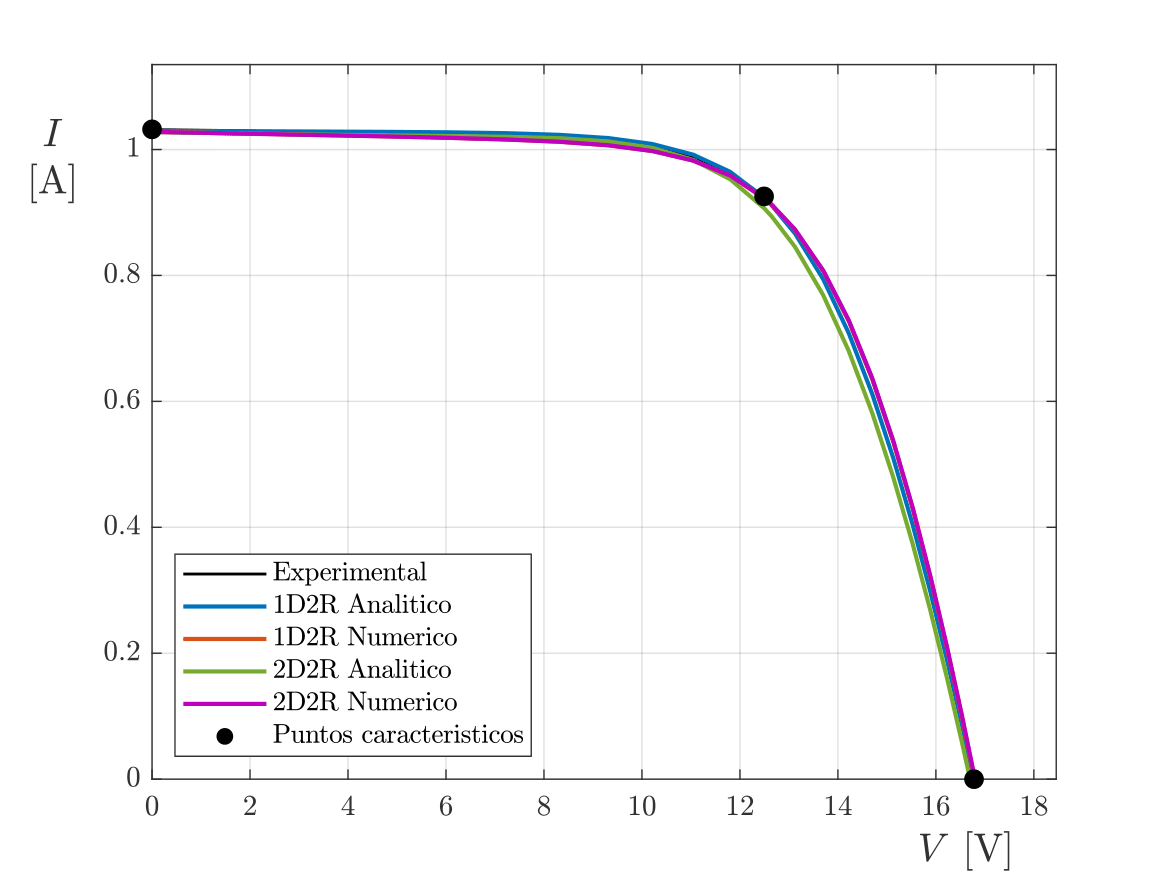 I
[A]
1
0.8
0.6
0.4
0.2
0
Experimental
1D2R Analitico
1D2R Numerico
2D2R Analitico
2D2R Numerico
Puntos caracteristicos
0 2 4 6 8 10 12 14 16 18
V [V]